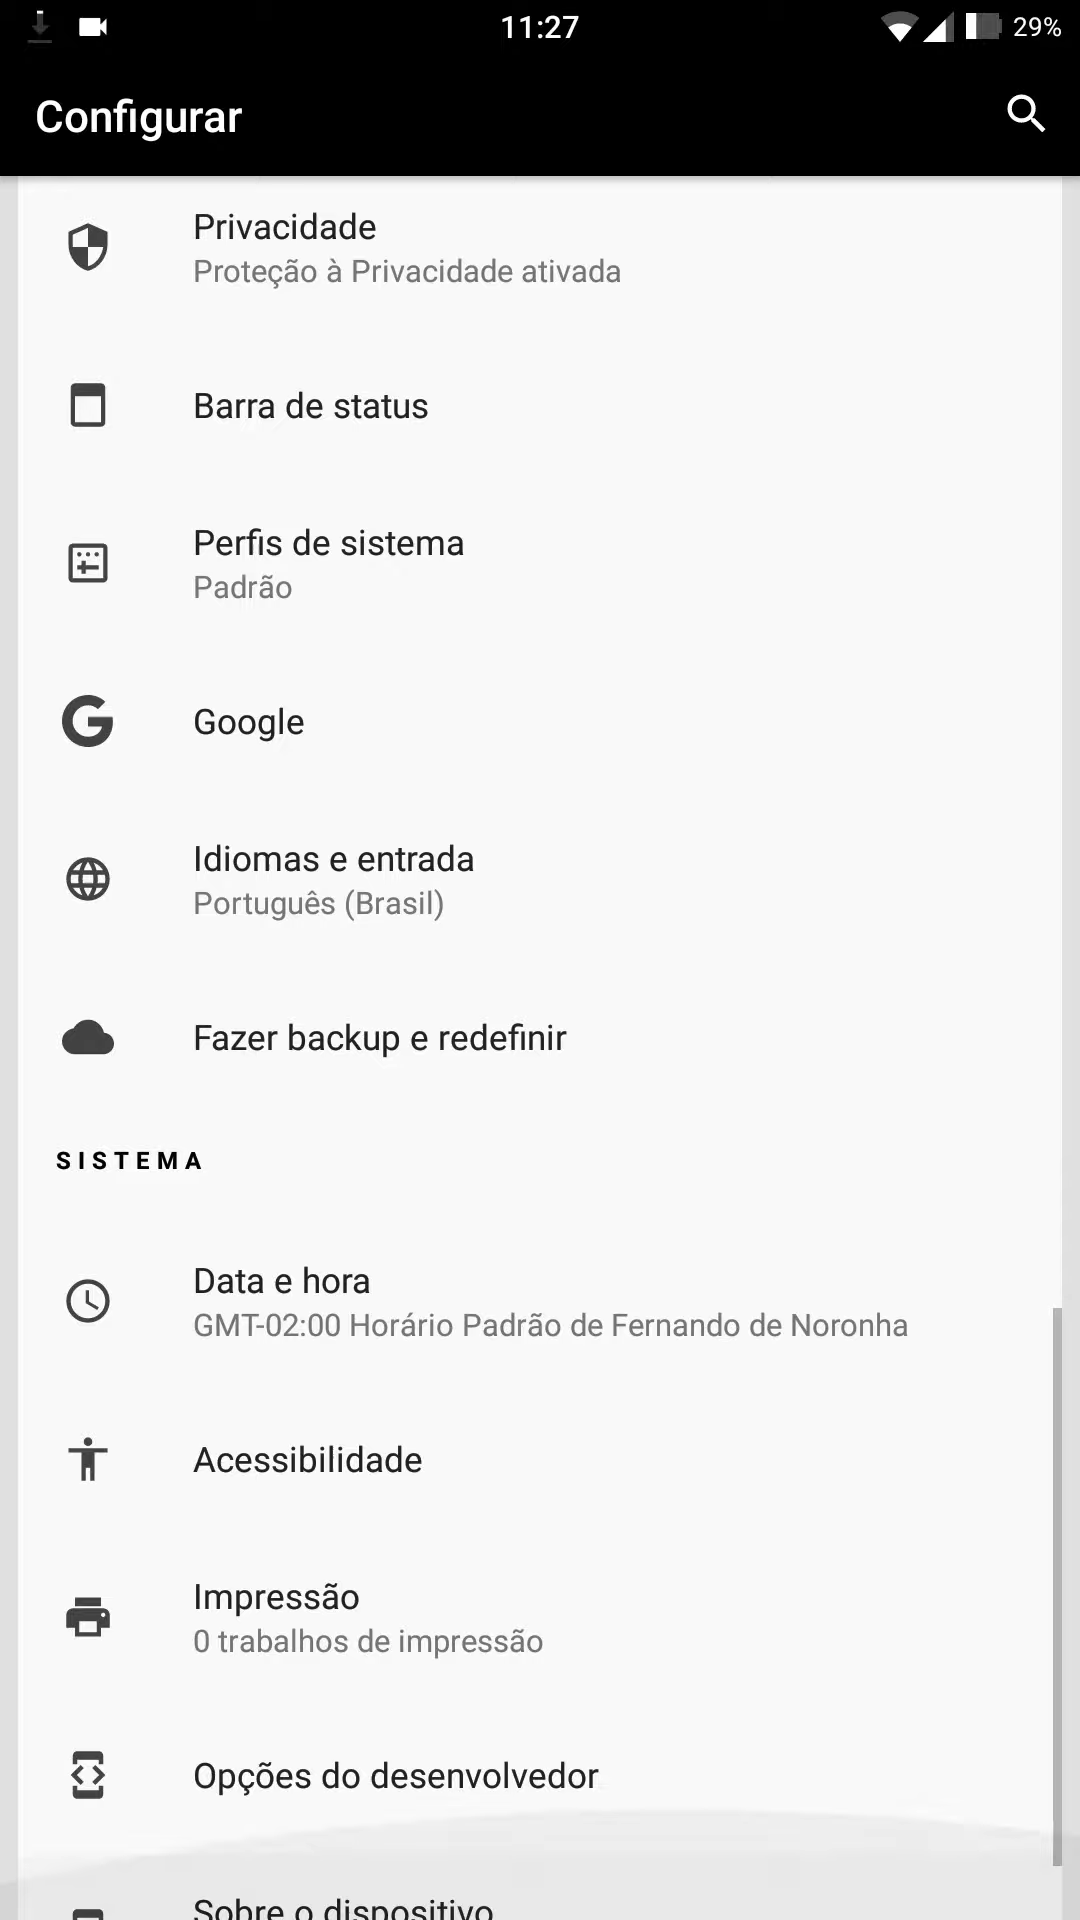 11:27
29%
Configurar
Privacidade
Proteção à Privacidade ativada
Barra de status
Perfis de sistema
Padrão
Google
Idiomas e entrada
Português (Brasil)
Fazer backup e redefinir
SISTEMA
Data e hora
GMT-02:00 Horário Padrão de Fernando de Noronha
Acessibilidade
Impressão
0 trabalhos de impressão
Opções do desenvolvedor
Sobre o dispositivo